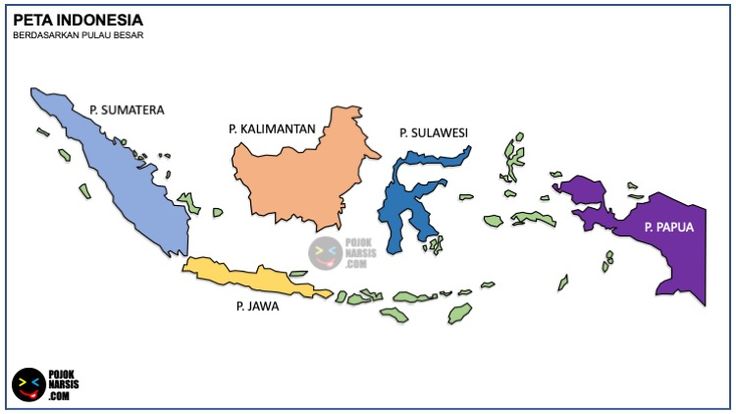 PETA INDONESIA
BERDASARKAN PULAU BESAR
P. SUMATERA
P. KALIMANTAN
P. SULAWESI
P. PAPUA
POJOK
NARSIS
.COM
P. JAWA
POJOK
NARSIS
.COM